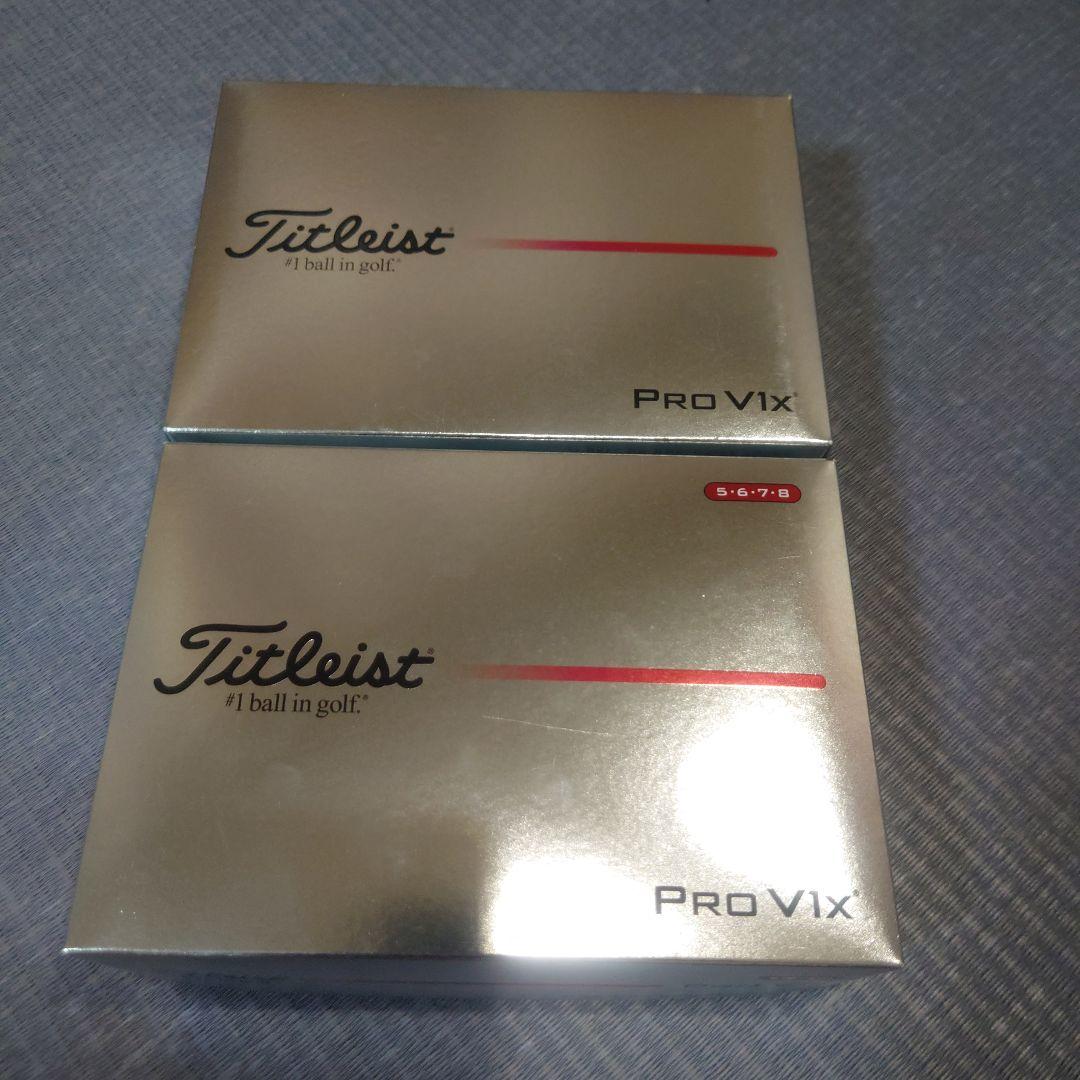 Titleist®
#1 ball in golf.®
PRO V1x®
5·6·7·8
Titleist®
#1 ball in golf.®
PRO V1x®